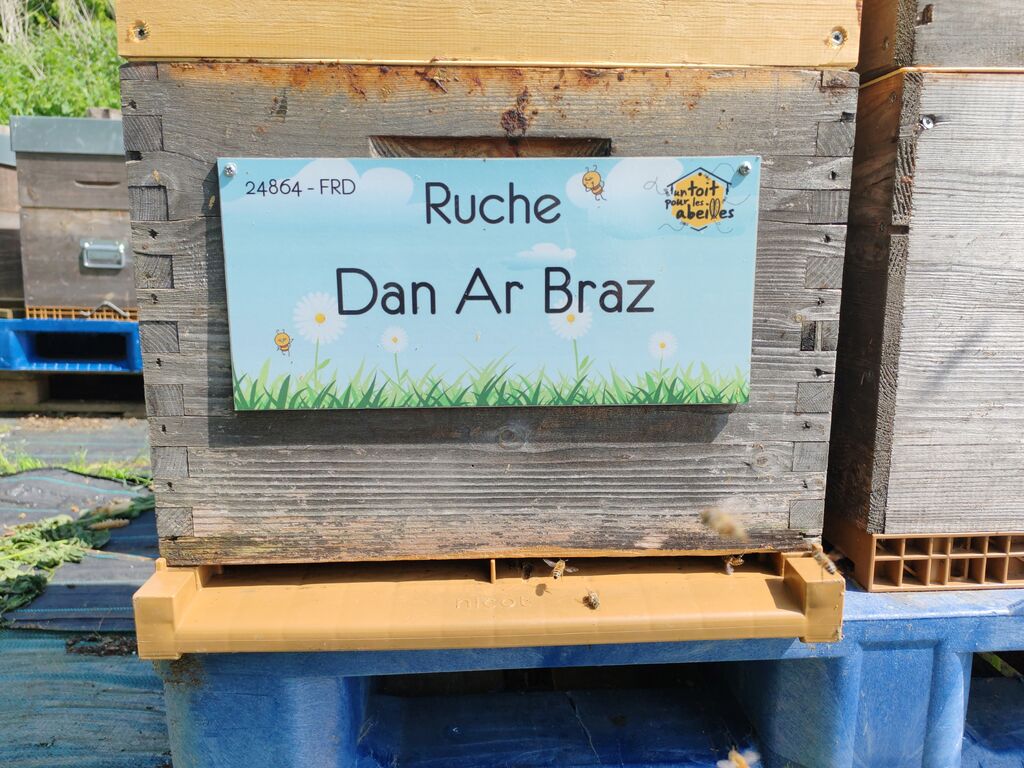 24864 - FRD
Ruche
un toit
pour les
abeilles
Dan Ar Braz
nicot